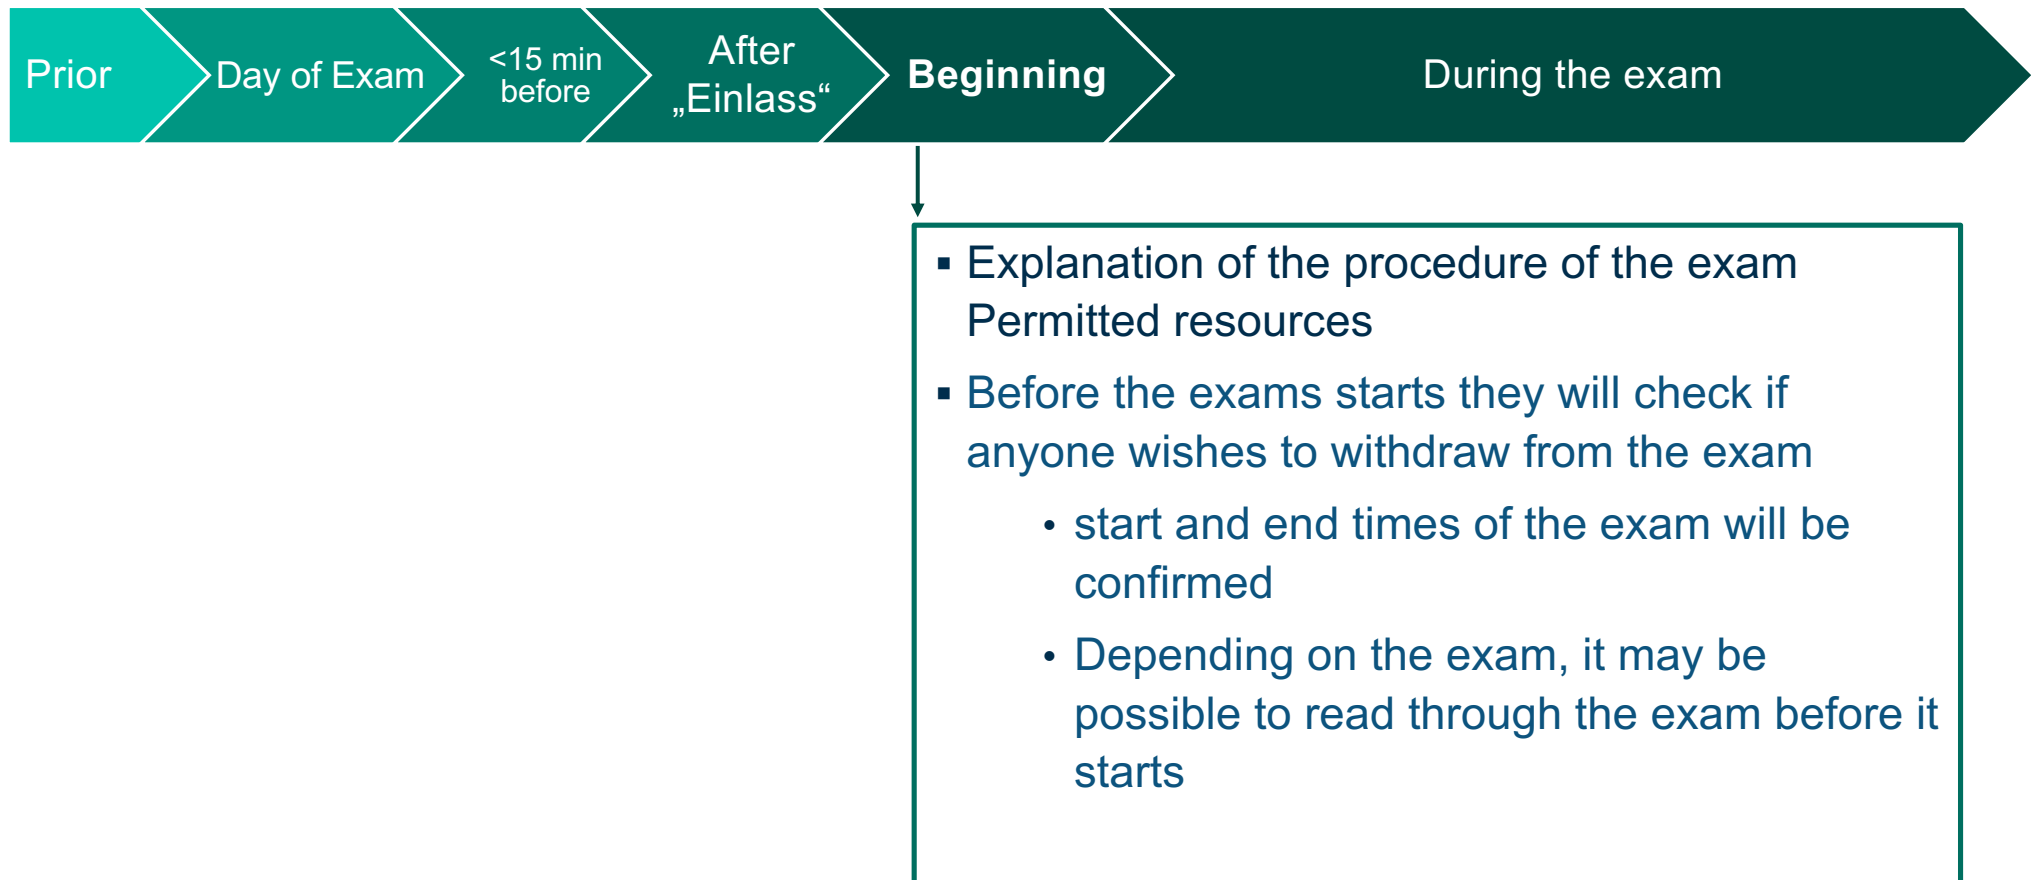 Prior
Day of Exam
<15 min
before
After
„Einlass“
Beginning
During the exam
▪ Explanation of the procedure of the exam
Permitted resources
▪ Before the exams starts they will check if
anyone wishes to withdraw from the exam
• start and end times of the exam will be
confirmed
• Depending on the exam, it may be
possible to read through the exam before it
starts